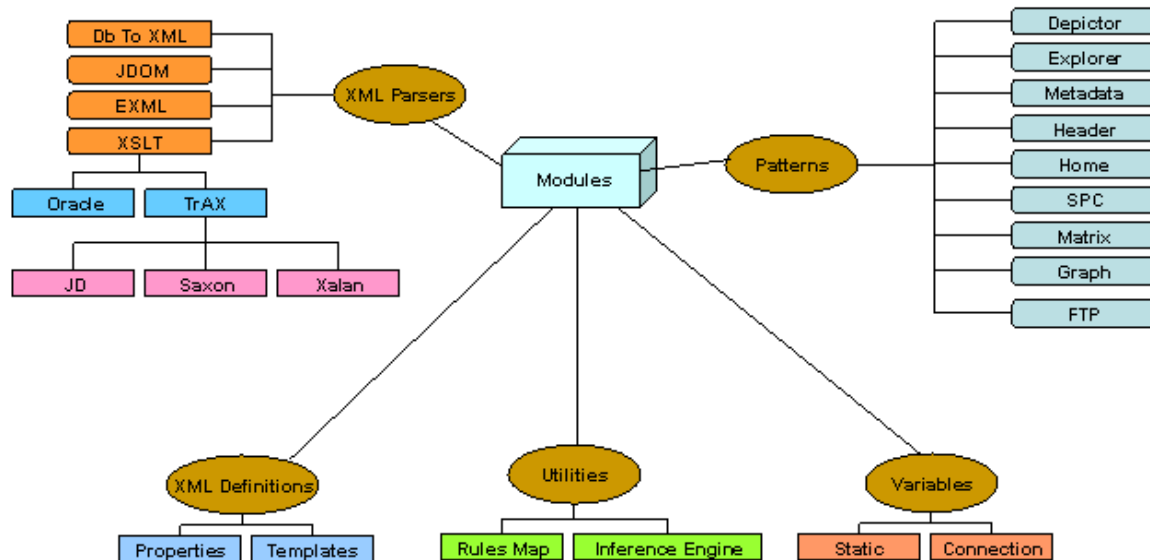 Db To XML
JDOM
EXML
XSLT
Oracle
TrAX
JD
Saxon
Xalan
XML Parsers
Modules
Patterns
Depictor
Explorer
Metadata
Header
Home
SPC
Matrix
Graph
FTP
XML Definitions
Properties
Templates
Utilities
Rules Map
Inference Engine
Variables
Static
Connection